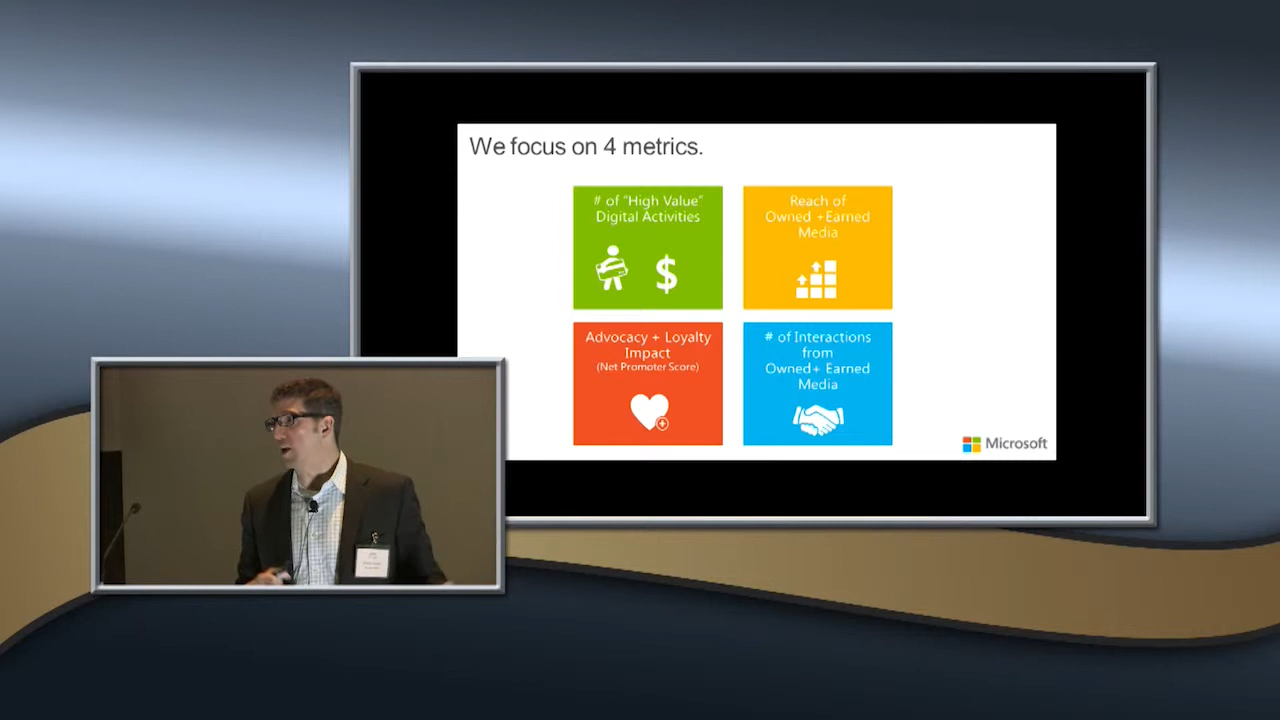 We focus on 4 metrics.
# of "High Value"
Digital Activities
$
Reach of
Owned +Earned
Media
Advocacy + Loyalty
Impact
(Net Promoter Score)
# of Interactions
from
Owned+ Earned
Media
Microsoft